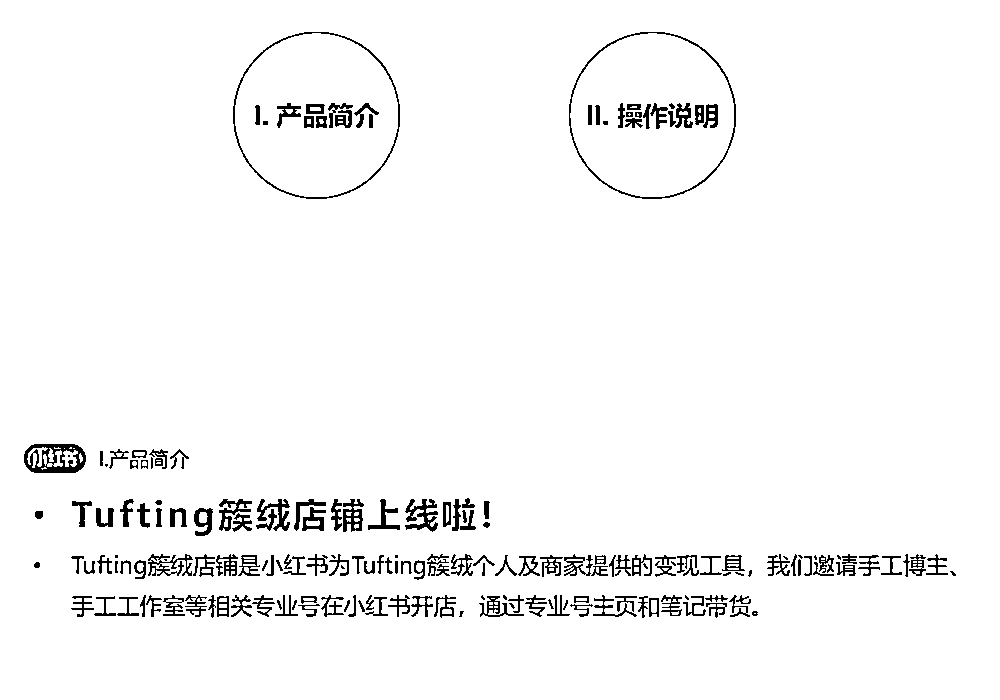 I. 产品简介
II. 操作说明
小红书 I.产品简介
• Tufting簇绒店铺上线啦！
• Tufting簇绒店铺是小红书为Tufting簇绒个人及商家提供的变现工具，我们邀请手工博主、
手工工作室等相关专业号在小红书开店，通过专业号主页和笔记带货。